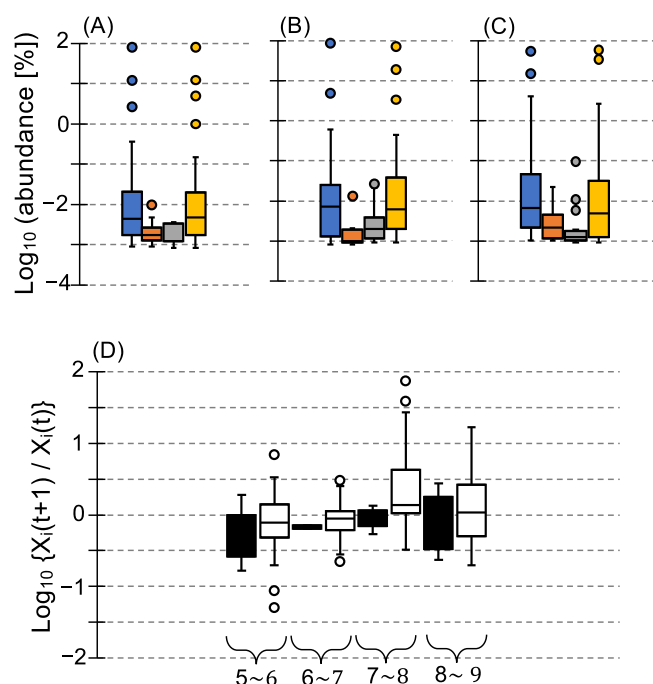 (A) (B) (C)
Log₁₀ (abundance [%])
2
0
−2
−4
(D)
Log₁₀ {Xᵢ(t+1) / Xᵢ(t)}
2
1
0
−1
−2
5~6 6~7 7~8 8~9